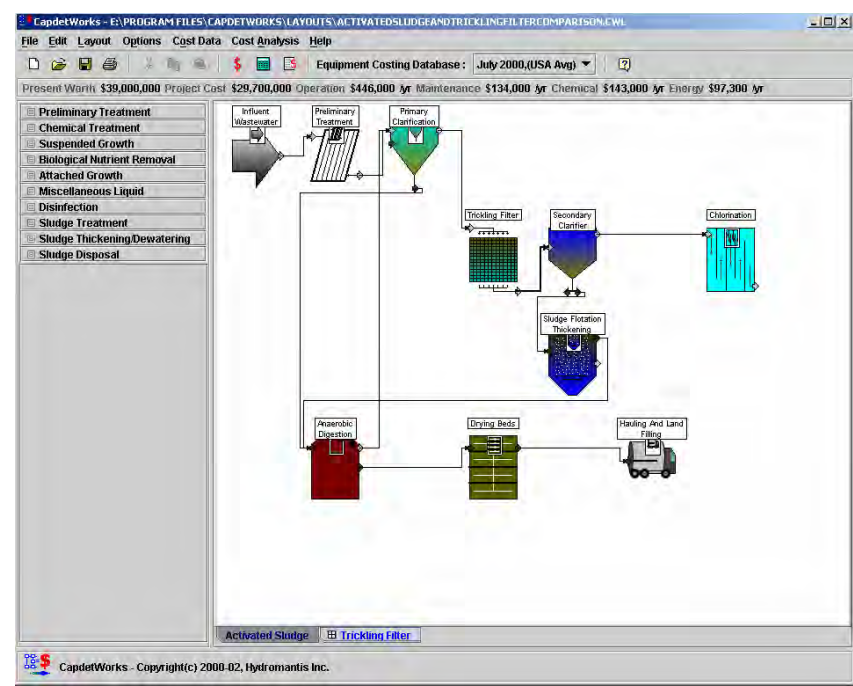 CapdetWorks - E:\PROGRAM FILES\CAPDETWORKS\LAYOUTS\ACTIVATEDSLUDGEANDTRICKLINGFILTERCOMPARISON.CWL
File Edit Layout Options Cost Data Cost Analysis Help
Equipment Costing Database : July 2000,(USA Avg)
Present Worth $39,000,000 Project Cost $29,700,000 Operation $446,000 /yr Maintenance $134,000 /yr Chemical $143,000 /yr Energy $97,300 /yr
Preliminary Treatment
Chemical Treatment
Suspended Growth
Biological Nutrient Removal
Attached Growth
Miscellaneous Liquid
Disinfection
Sludge Treatment
Sludge Thickening/Dewatering
Sludge Disposal
Influent
Wastewater
Preliminary
Treatment
Primary
Clarification
Trickling Filter
Secondary
Clarifier
Chlorination
Sludge Flotation
Thickening
Anaerobic
Digestion
Drying Beds
Hauling And Land
Filling
Activated Sludge Trickling Filter
CapdetWorks - Copyright(c) 2000-02, Hydromantis Inc.